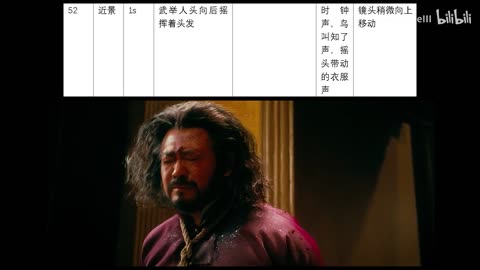 52
近景
1s
武举人头向后摇
挥着头发
时 钟
声，鸟
叫知了
声，摇
头带动
的衣服
声
镜头稍微向上
移动
elll bilibili